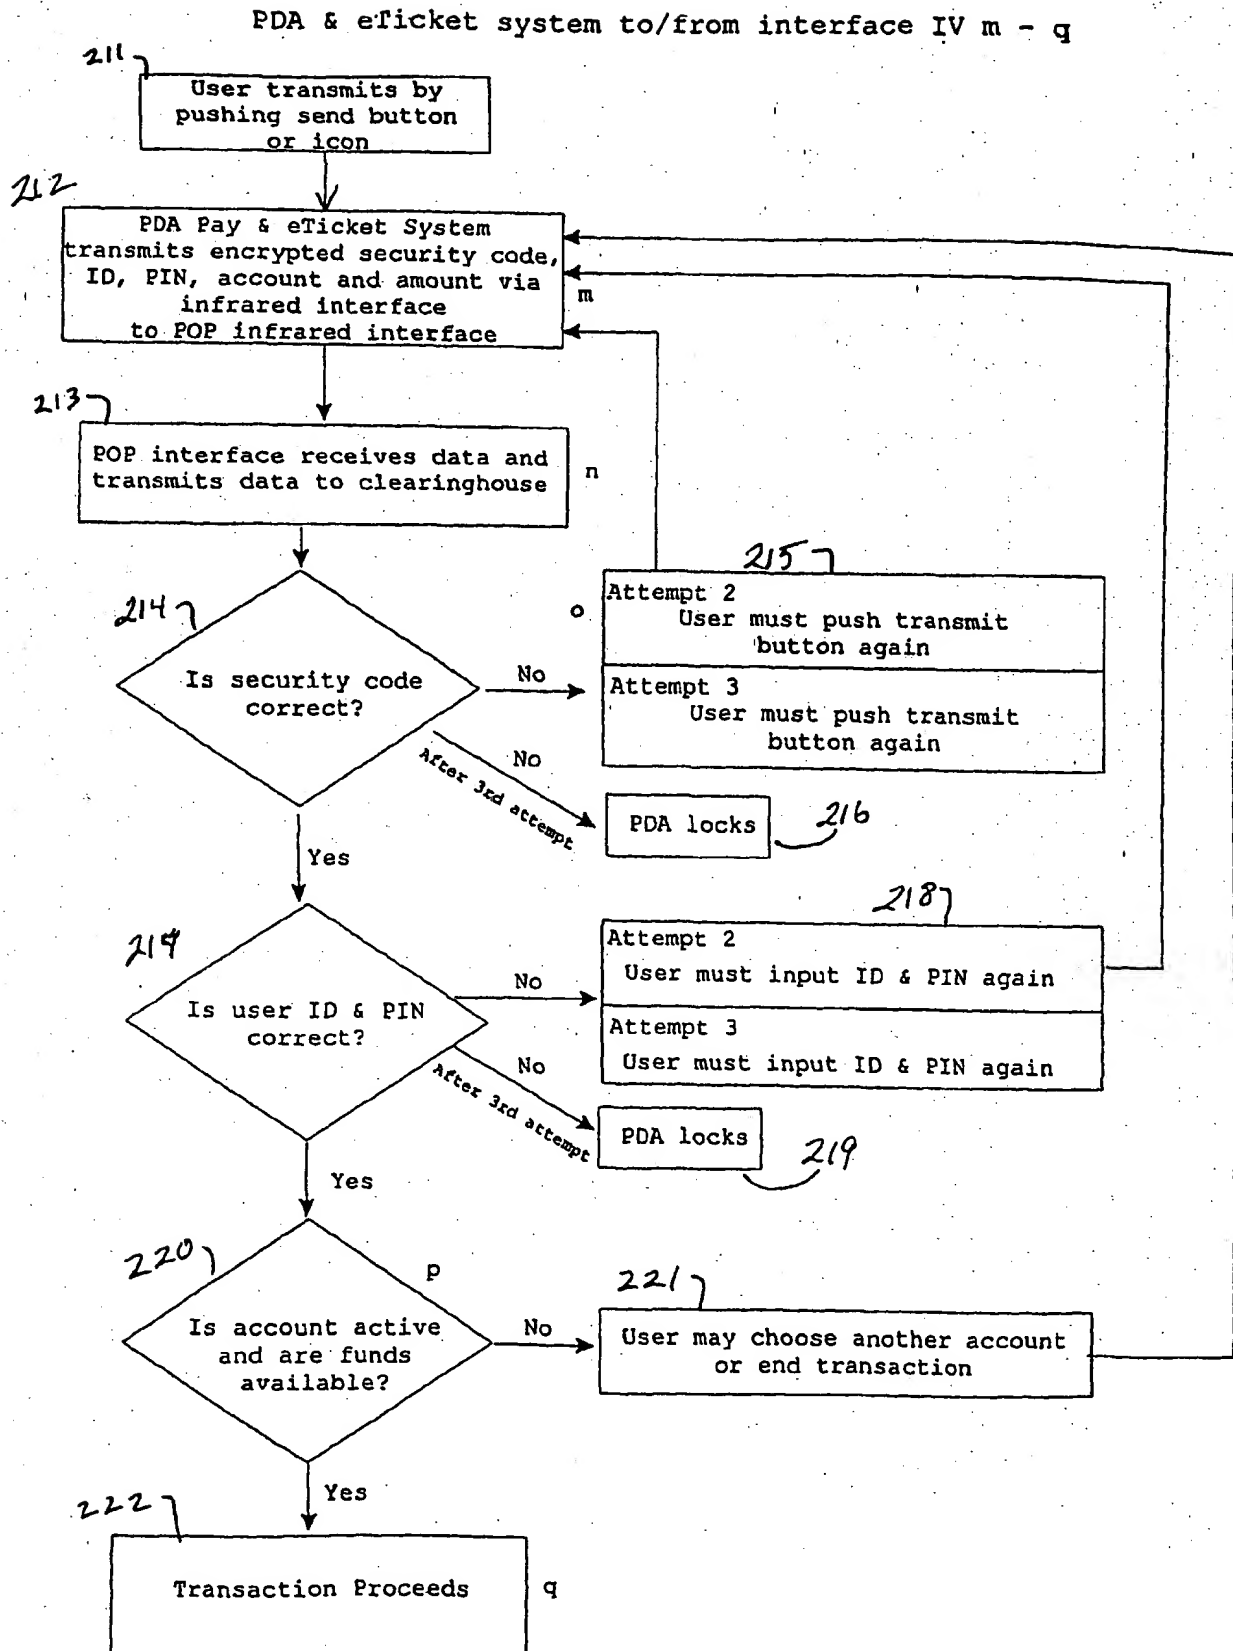 PDA & eTicket system to/from interface IV m - q
211
User transmits by
pushing send button
or icon
212
PDA Pay & eTicket System
transmits encrypted security code,
ID, PIN, account and amount via
infrared interface
to POP infrared interface
m
213
POP interface receives data and
transmits data to clearinghouse
n
214
Is security code
correct?
No
o
215
Attempt 2
User must push transmit
button again
Attempt 3
User must push transmit
button again
No
After 3rd attempt
PDA locks
216
Yes
Is user ID & PIN
correct?
No
218
Attempt 2
User must input ID & PIN again
Attempt 3
User must input ID & PIN again
No
After 3rd attempt
PDA locks
219
Yes
220
p
Is account active
and are funds
available?
No
221
User may choose another account
or end transaction
Yes
222
Transaction Proceeds
q